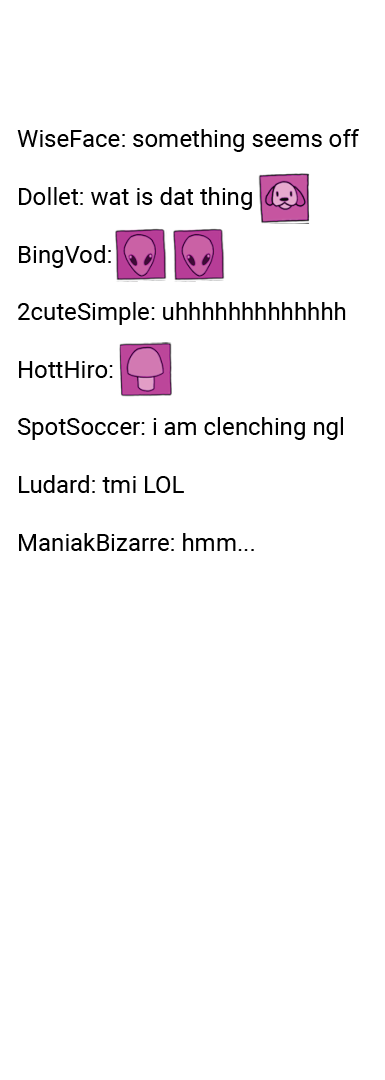 WiseFace: something seems off
Dollet: wat is dat thing
BingVod:
2cuteSimple: uhhhhhhhhhhhhhh
HottHiro:
SpotSoccer: i am clenching ngl
Ludard: tmi LOL
ManiakBizarre: hmm...